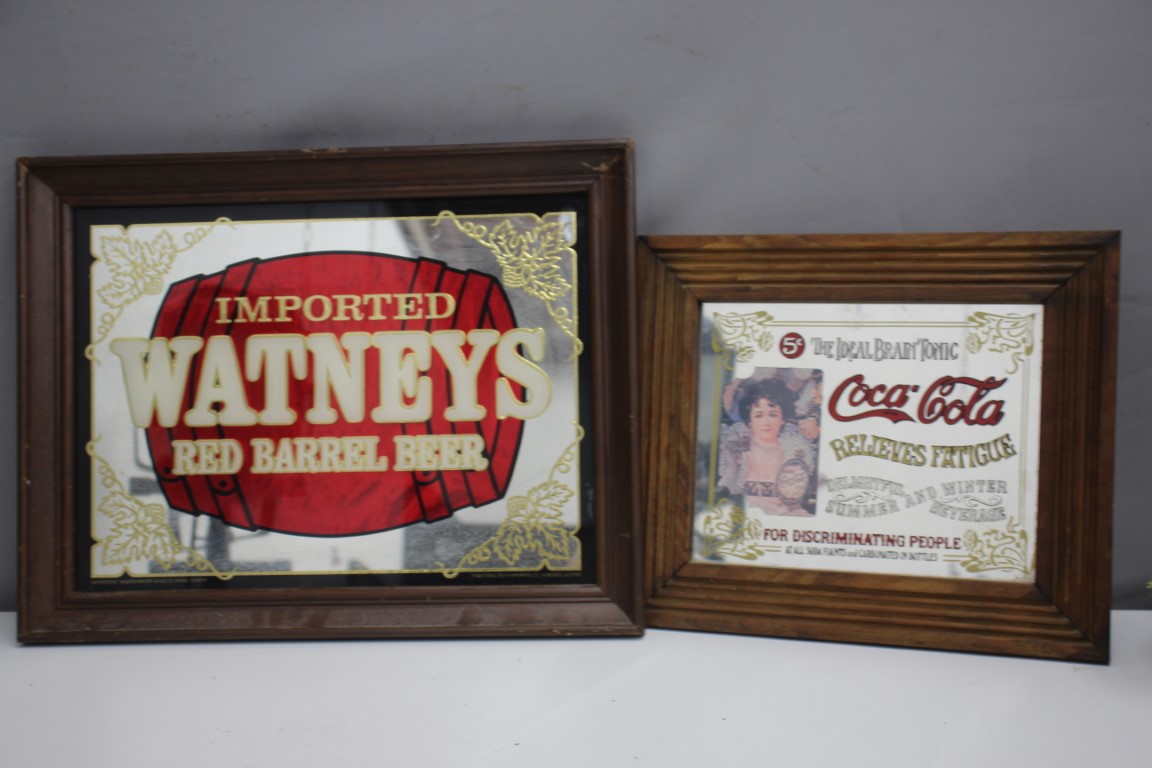 IMPORTED
WATNEYS
RED BARREL BEER
5¢ THE IDEAL BRAIN TONIC
Coca-Cola
RELIEVES FATIGUE
DELIGHTFUL SUMMER AND WINTER BEVERAGE
FOR DISCRIMINATING PEOPLE
AT ALL SODA FOUNTS and CARBONATED IN BOTTLES